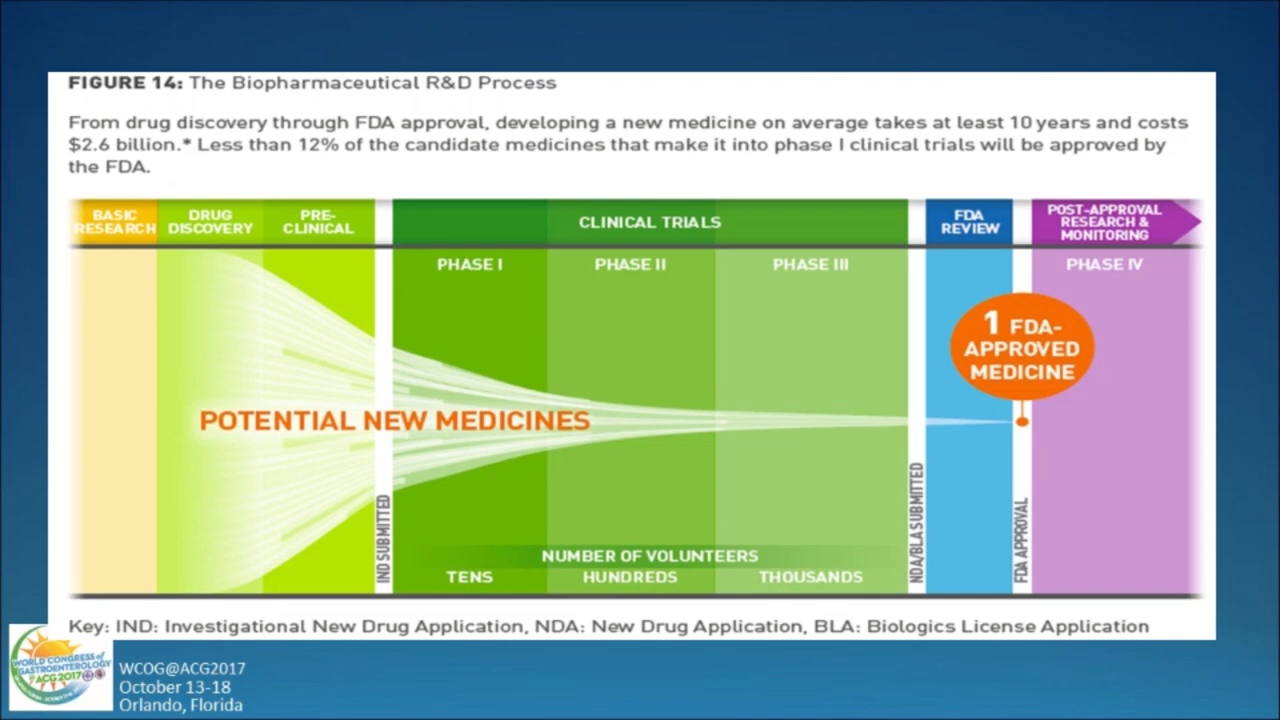 FIGURE 14: The Biopharmaceutical R&D Process
From drug discovery through FDA approval, developing a new medicine on average takes at least 10 years and costs
$2.6 billion.* Less than 12% of the candidate medicines that make it into phase I clinical trials will be approved by
the FDA.
BASIC
RESEARCH
DRUG
DISCOVERY
PRE-
CLINICAL
CLINICAL TRIALS
FDA
REVIEW
POST-APPROVAL
RESEARCH &
MONITORING
PHASE I
PHASE II
PHASE III
PHASE IV
1 FDA-
APPROVED
MEDICINE
POTENTIAL NEW MEDICINES
IND SUBMITTED
NDA/BLA SUBMITTED
FDA APPROVAL
NUMBER OF VOLUNTEERS
TENS
HUNDREDS
THOUSANDS
Key: IND: Investigational New Drug Application, NDA: New Drug Application, BLA: Biologics License Application
WORLD CONGRESS of
GASTROENTEROLOGY
ACG2017
WCOG@ACG2017
October 13-18
Orlando, Florida